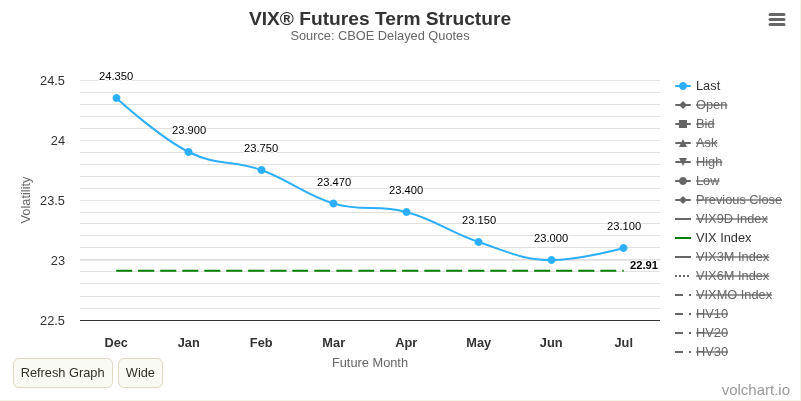 VIX® Futures Term Structure
Source: CBOE Delayed Quotes
24.5
24
23.5
23
22.5
Volatility
24.350
23.900
23.750
23.470
23.400
23.150
23.000
23.100
22.91
Dec
Jan
Feb
Mar
Apr
May
Jun
Jul
Future Month
Last
Open
Bid
Ask
High
Low
Previous Close
VIX9D Index
VIX Index
VIX3M Index
VIX6M Index
VIXMO Index
HV10
HV20
HV30
Refresh Graph
Wide
volchart.io